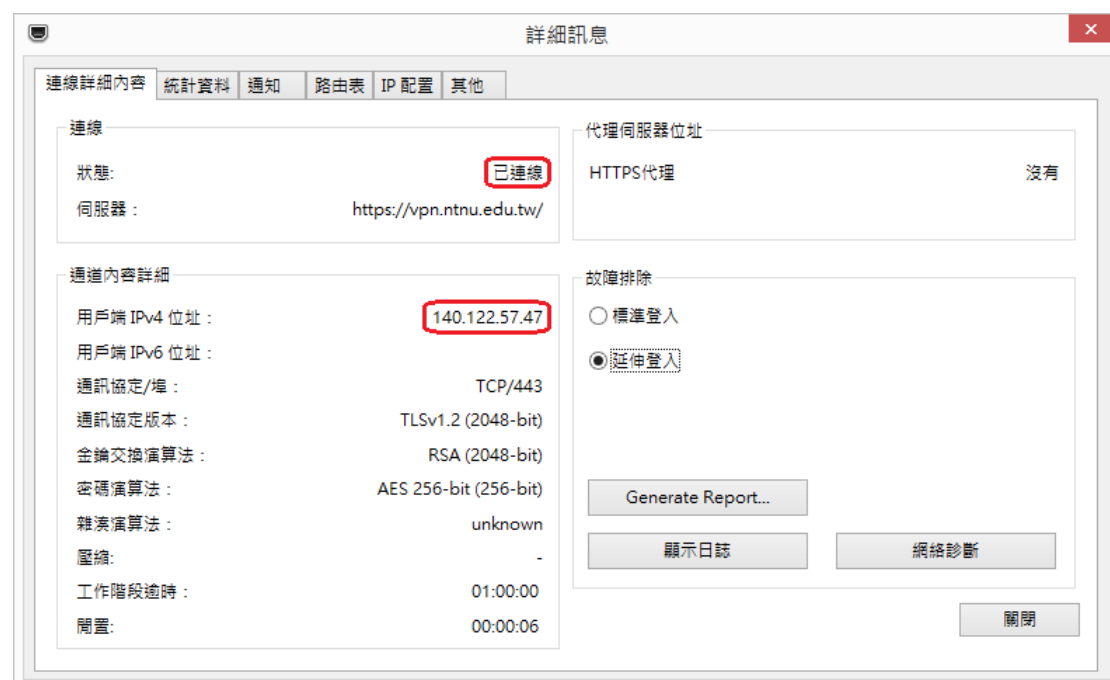 詳細訊息
連線詳細內容 統計資料 通知 路由表 IP 配置 其他
連線
狀態: 已連線
伺服器： https://vpn.ntnu.edu.tw/
代理伺服器位址
HTTPS代理 沒有
通道內容詳細
用戶端 IPv4 位址： 140.122.57.47
用戶端 IPv6 位址：
通訊協定/埠： TCP/443
通訊協定版本： TLSv1.2 (2048-bit)
金鑰交換演算法： RSA (2048-bit)
密碼演算法： AES 256-bit (256-bit)
雜湊演算法： unknown
壓縮: -
工作階段逾時： 01:00:00
閒置: 00:00:06
故障排除
標準登入
延伸登入
Generate Report...
顯示日誌 網絡診斷
關閉